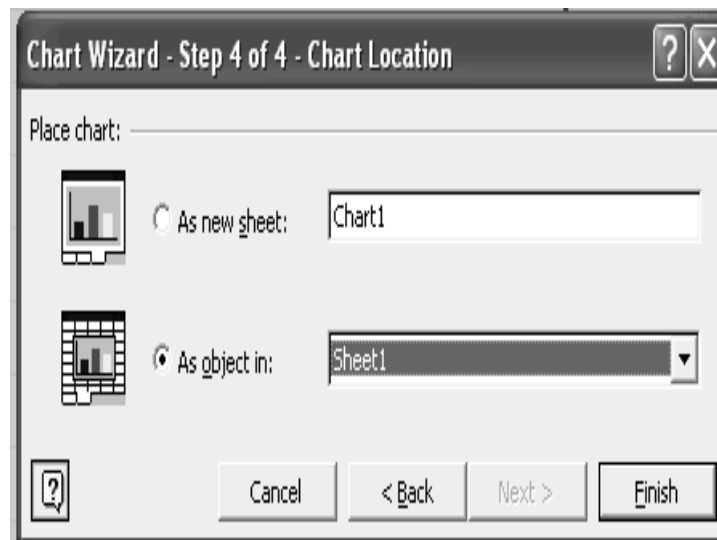 Chart Wizard - Step 4 of 4 - Chart Location
Place chart:
As new sheet: Chart1
As object in: Sheet1
Cancel < Back Next > Finish